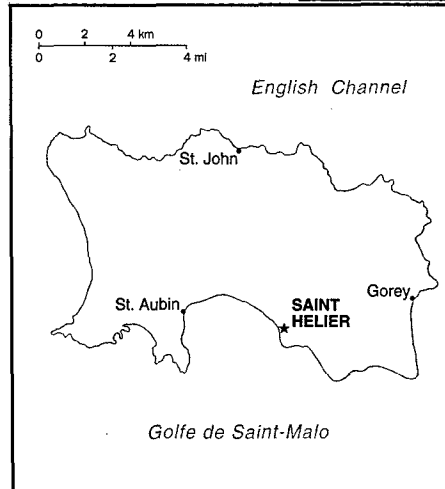 0 2 4 km
0 2 4 mi
English Channel
St. John
Gorey
St. Aubin
SAINT
HELIER
Golfe de Saint-Malo